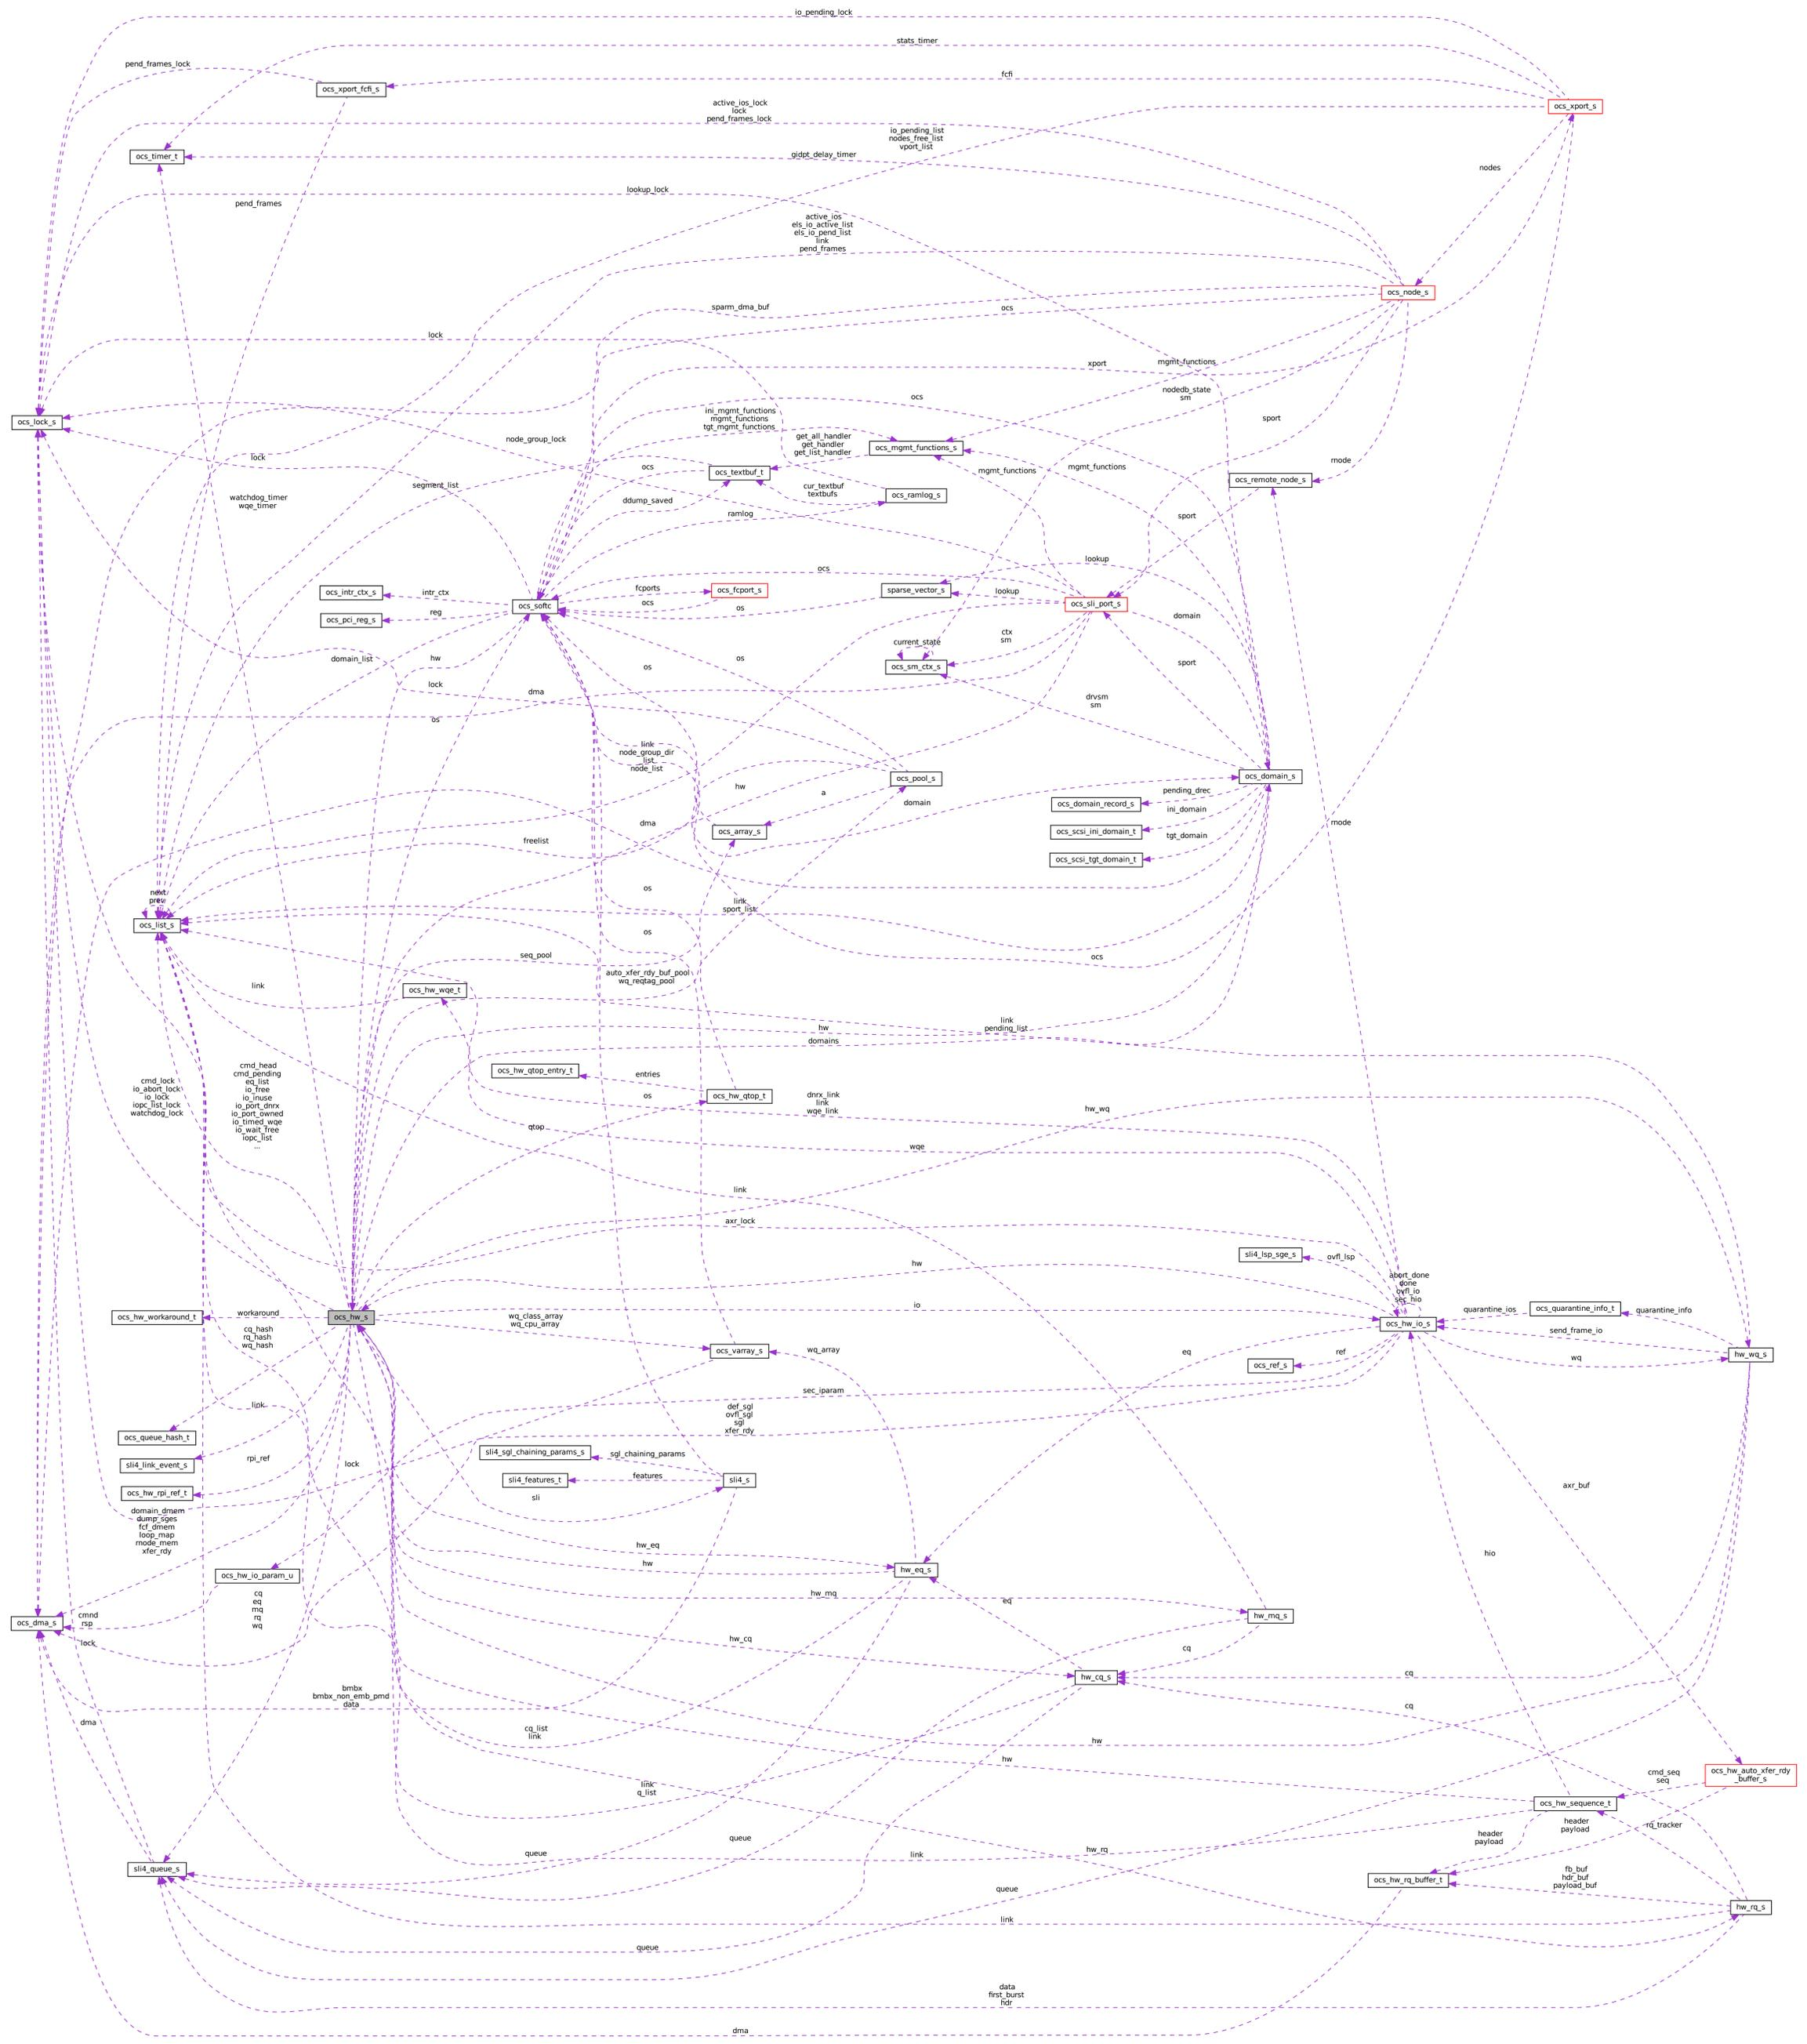 io_pending_lock
stats_timer
pend_frames_lock
fcfi
ocs_xport_fcfi_s
ocs_xport_s
active_ios_lock
lock
pend_frames_lock
io_pending_list
nodes_free_list
vport_list
ocs_timer_t
gidpt_delay_timer
nodes
lookup_lock
pend_frames
active_ios
els_io_active_list
els_io_pend_list
link
pend_frames
ocs_node_s
sparm_dma_buf
ocs
lock
xport
mgmt_functions
nodedb_state
sm
ocs
ocs_lock_s
ini_mgmt_functions
mgmt_functions
tgt_mgmt_functions
sport
node_group_lock
get_all_handler
get_handler
get_list_handler
ocs_mgmt_functions_s
lock
ocs
ocs_textbuf_t
mgmt_functions
mgmt_functions
rnode
ocs_remote_node_s
segment_list
watchdog_timer
wqe_timer
ddump_saved
cur_textbuf
textbufs
ocs_ramlog_s
ramlog
sport
lookup
ocs
ocs_intr_ctx_s
intr_ctx
fcports
ocs_fcport_s
sparse_vector_s
lookup
ocs_sli_port_s
ocs_softc
ocs
os
ocs_pci_reg_s
reg
domain
ctx
sm
current_state
domain_list
hw
os
ocs_sm_ctx_s
sport
os
lock
dma
drvsm
sm
os
link
node_group_dir
list
node_list
ocs_pool_s
ocs_domain_s
hw
a
domain
pending_drec
ocs_domain_record_s
ini_domain
rnode
dma
ocs_array_s
ocs_scsi_ini_domain_t
freelist
tgt_domain
ocs_scsi_tgt_domain_t
os
next
prev
link
sport_list
ocs_list_s
os
seq_pool
ocs
auto_xfer_rdy_buf_pool
wq_reqtag_pool
link
ocs_hw_wqe_t
link
pending_list
hw
domains
cmd_head
cmd_pending
eq_list
io_free
io_inuse
io_port_dnrx
io_port_owned
io_timed_wqe
io_wait_free
iopc_list
...
cmd_lock
io_abort_lock
io_lock
iopc_list_lock
watchdog_lock
ocs_hw_qtop_entry_t
entries
os
ocs_hw_qtop_t
dnrx_link
link
wqe_link
hw_wq
qtop
wqe
link
axr_lock
sli4_lsp_sge_s
ovfl_lsp
hw
abort_done
done
ovfl_io
sec_hio
ocs_hw_workaround_t
workaround
ocs_hw_s
io
ocs_hw_io_s
quarantine_ios
ocs_quarantine_info_t
quarantine_info
wq_class_array
wq_cpu_array
send_frame_io
cq_hash
rq_hash
wq_hash
ocs_varray_s
wq_array
eq
ref
ocs_ref_s
wq
hw_wq_s
sec_iparam
link
def_sgl
ovfl_sgl
sgl
xfer_rdy
ocs_queue_hash_t
sli4_link_event_s
rpi_ref
lock
sli4_sgl_chaining_params_s
sgl_chaining_params
sli4_features_t
features
sli4_s
axr_buf
ocs_hw_rpi_ref_t
sli
domain_dmem
dump_sges
fcf_dmem
loop_map
rnode_mem
xfer_rdy
hw_eq
hw
hio
ocs_hw_io_param_u
hw_eq_s
cq
eq
mq
rq
wq
hw_mq
eq
hw_mq_s
ocs_dma_s
cmnd
rsp
lock
hw_cq
cq
hw_cq_s
cq
bmbx
bmbx_non_emb_pmd
data
cq
dma
cq_list
link
hw
hw
link
q_list
cmd_seq
seq
ocs_hw_auto_xfer_rdy
_buffer_s
ocs_hw_sequence_t
header
payload
rq_tracker
header
payload
queue
queue
link
hw_rq
sli4_queue_s
ocs_hw_rq_buffer_t
fb_buf
hdr_buf
payload_buf
queue
hw_rq_s
link
queue
data
first_burst
hdr
dma